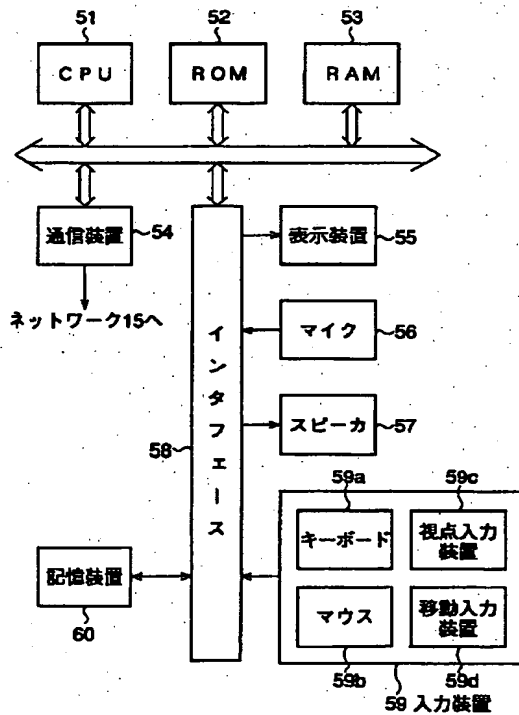 51
52
53
CPU
ROM
RAM
通信装置
54
表示装置
55
ネットワーク15へ
マイク
56
インタフェース
58
スピーカ
57
59a
59c
キーボード
視点入力
装置
記憶装置
60
マウス
移動入力
装置
59b
59d
59 入力装置